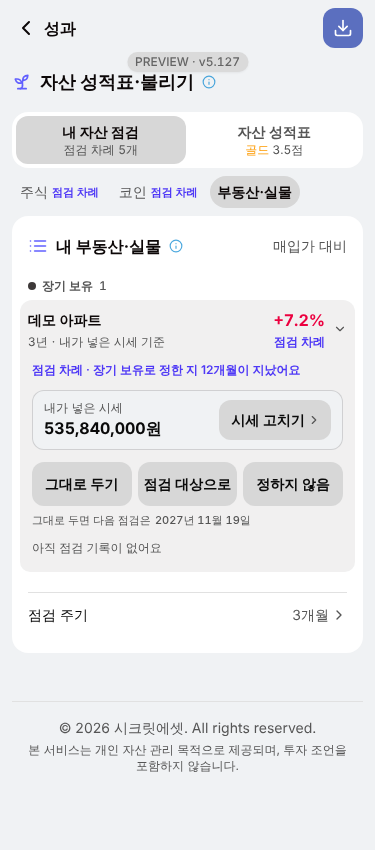 성과
PREVIEW · v5.127
자산 성적표·불리기
내 자산 점검
점검 차례 5개
자산 성적표
골드 3.5점
주식 점검 차례
코인 점검 차례
부동산·실물
내 부동산·실물
매입가 대비
장기 보유 1
데모 아파트
+7.2%
3년 · 내가 넣은 시세 기준
점검 차례
점검 차례 · 장기 보유로 정한 지 12개월이 지났어요
내가 넣은 시세
535,840,000원
시세 고치기
그대로 두기
점검 대상으로
정하지 않음
그대로 두면 다음 점검은 2027년 11월 19일
아직 점검 기록이 없어요
점검 주기
3개월
© 2026 시크릿에셋. All rights reserved.
본 서비스는 개인 자산 관리 목적으로 제공되며, 투자 조언을
포함하지 않습니다.